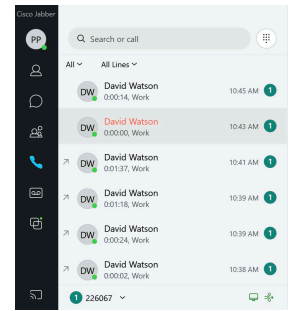 Cisco Jabber
PP
Search or call
All
All Lines
DW
David Watson
0:00:14, Work
10:45 AM
1
DW
David Watson
0:00:00, Work
10:43 AM
1
DW
David Watson
0:01:37, Work
10:41 AM
1
DW
David Watson
0:01:18, Work
10:39 AM
1
DW
David Watson
0:00:24, Work
10:39 AM
1
DW
David Watson
0:00:02, Work
10:38 AM
1
1 226067